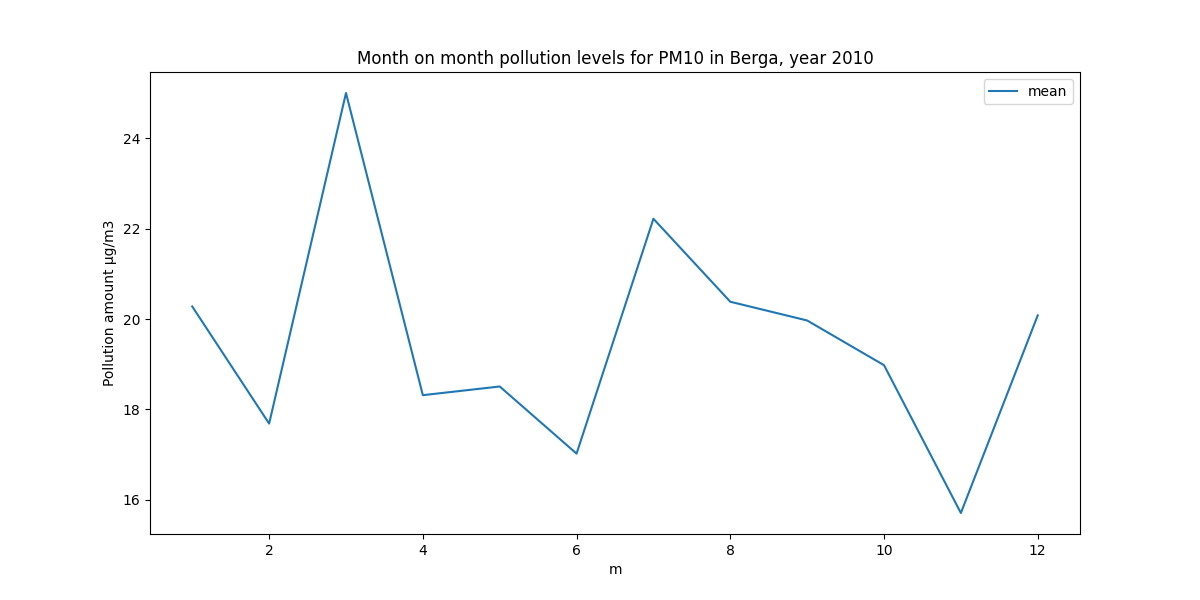 Month on month pollution levels for PM10 in Berga, year 2010
mean
Pollution amount µg/m3
24
22
20
18
16
2 4 6 8 10 12
m